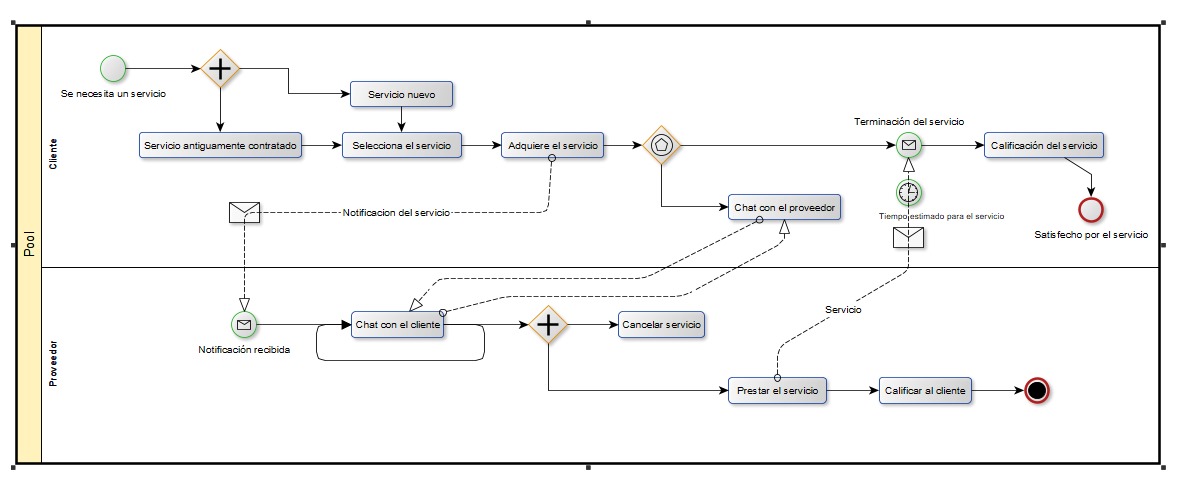 Pool
Cliente
Se necesita un servicio
Servicio nuevo
Servicio antiguamente contratado
Selecciona el servicio
Adquiere el servicio
Terminación del servicio
Calificación del servicio
Chat con el proveedor
Tiempo estimado para el servicio
Satisfecho por el servicio
Notificacion del servicio
Proveedor
Notificación recibida
Chat con el cliente
Cancelar servicio
Servicio
Prestar el servicio
Calificar al cliente